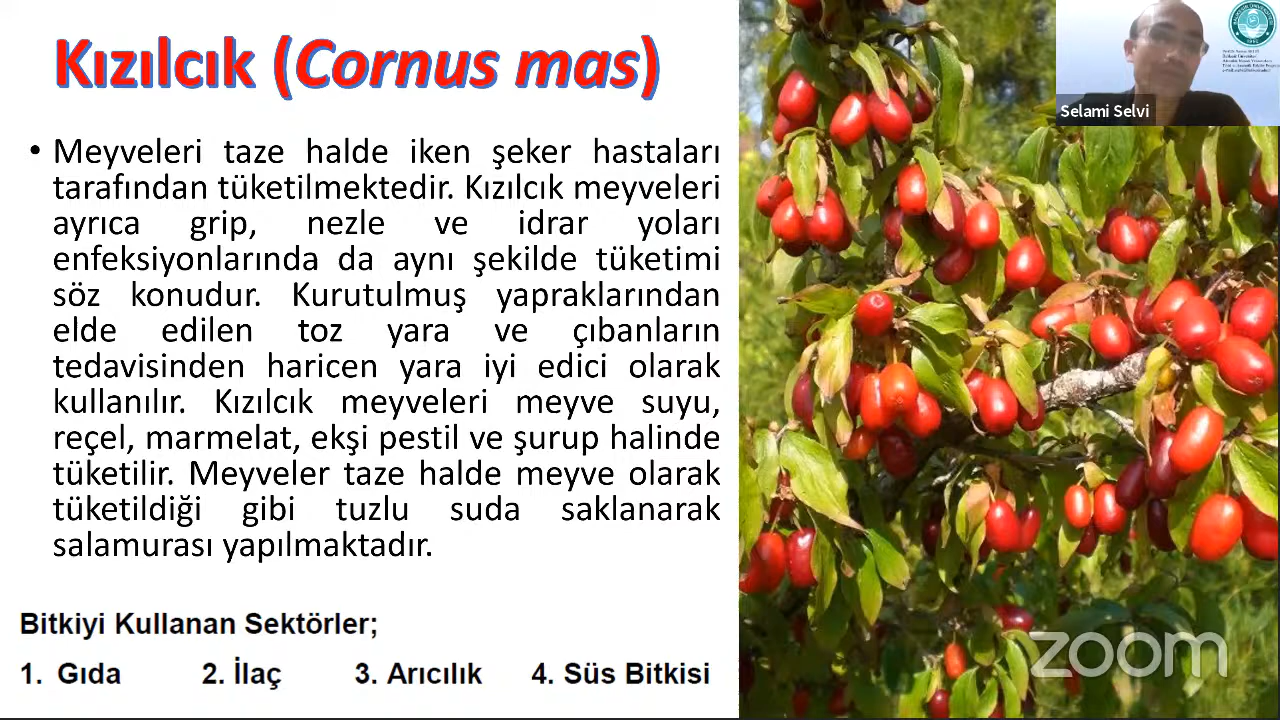 Kızılcık (Cornus mas)
• Meyveleri taze halde iken şeker hastaları
tarafından tüketilmektedir. Kızılcık meyveleri
ayrıca grip, nezle ve idrar yoları
enfeksiyonlarında da aynı şekilde tüketimi
söz konudur. Kurutulmuş yapraklarından
elde edilen toz yara ve çıbanların
tedavisinden haricen yara iyi edici olarak
kullanılır. Kızılcık meyveleri meyve suyu,
reçel, marmelat, ekşi pestil ve şurup halinde
tüketilir. Meyveler taze halde meyve olarak
tüketildiği gibi tuzlu suda saklanarak
salamurası yapılmaktadır.
Bitkiyi Kullanan Sektörler;
1. Gıda 2. İlaç 3. Arıcılık 4. Süs Bitkisi
Selami Selvi
zoom